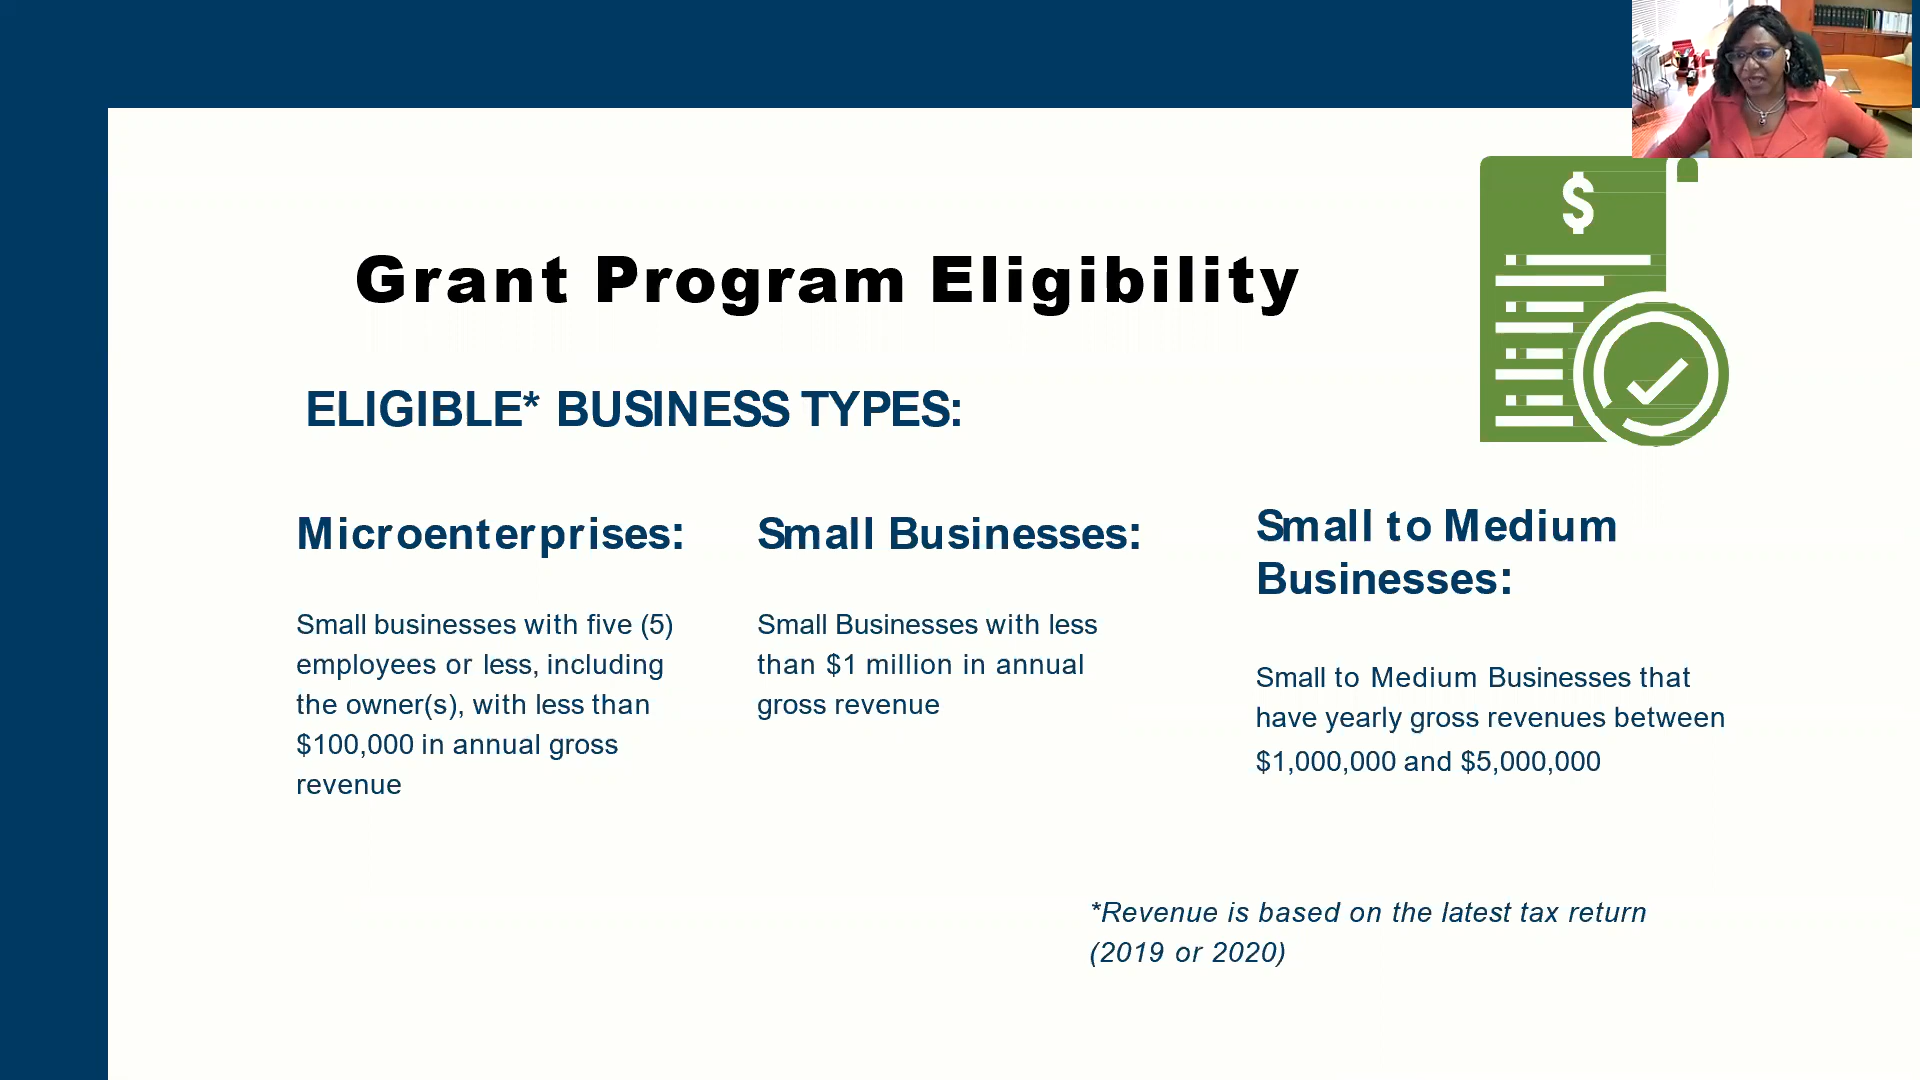 Grant Program Eligibility
ELIGIBLE* BUSINESS TYPES:
Microenterprises:
Small businesses with five (5)
employees or less, including
the owner(s), with less than
$100,000 in annual gross
revenue
Small Businesses:
Small Businesses with less
than $1 million in annual
gross revenue
Small to Medium
Businesses:
Small to Medium Businesses that
have yearly gross revenues between
$1,000,000 and $5,000,000
*Revenue is based on the latest tax return
(2019 or 2020)
$